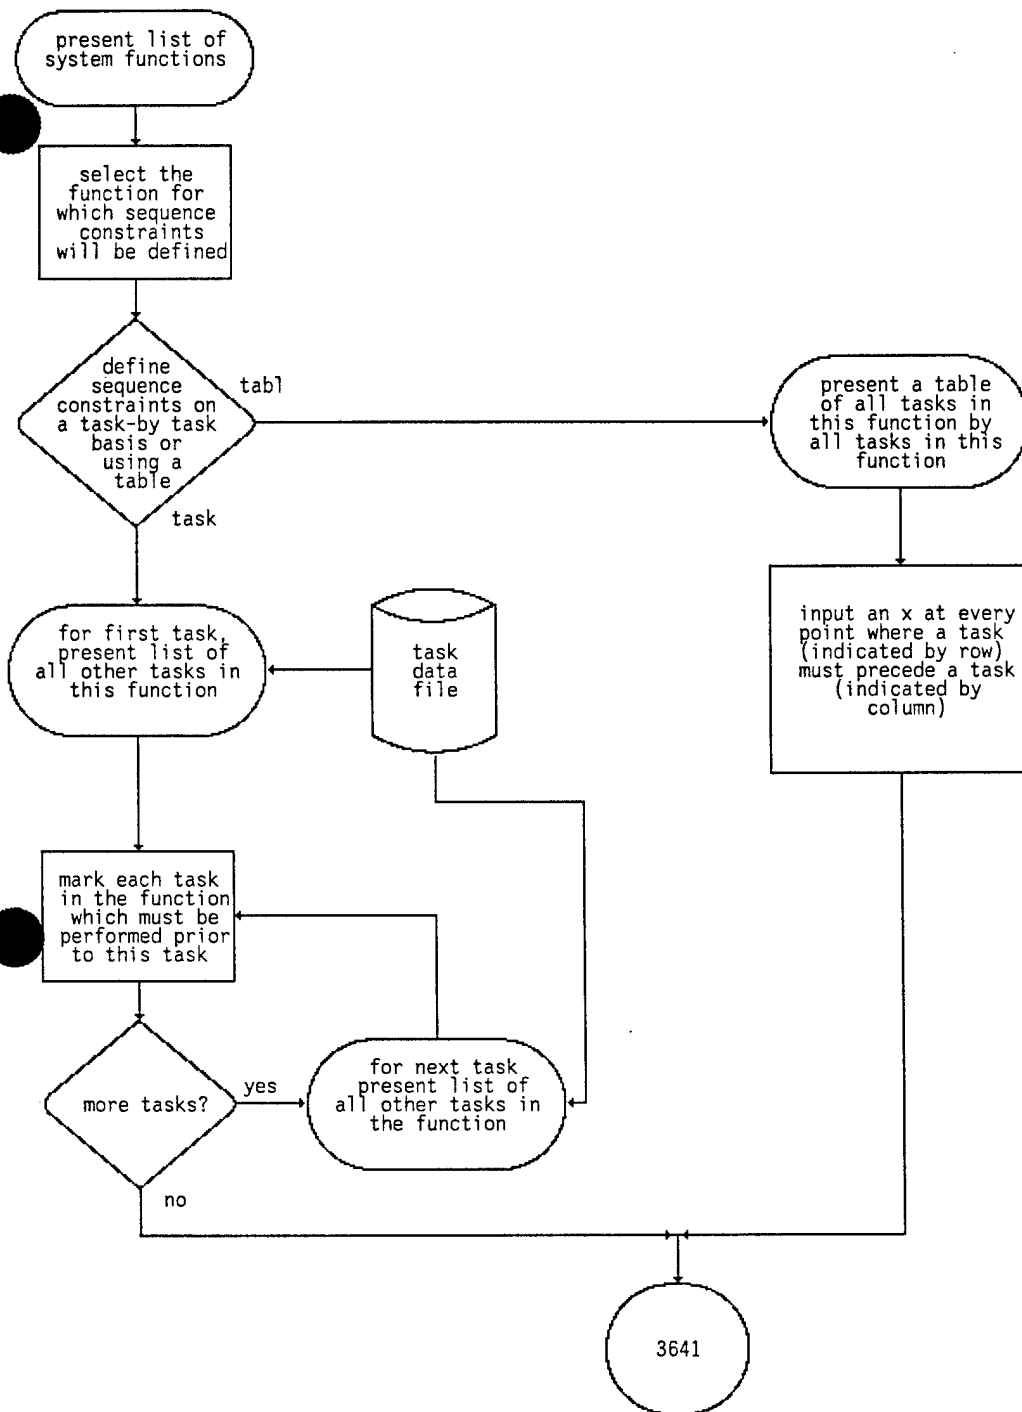 present list of
system functions
select the
function for
which sequence
constraints
will be defined
define
sequence
constraints on
a task-by task
basis or
using a
table
tabl
task
present a table
of all tasks in
this function by
all tasks in this
function
for first task,
present list of
all other tasks in
this function
task
data
file
input an x at every
point where a task
(indicated by row)
must precede a task
(indicated by
column)
mark each task
in the function
which must be
performed prior
to this task
more tasks?
yes
no
for next task
present list of
all other tasks in
the function
3641